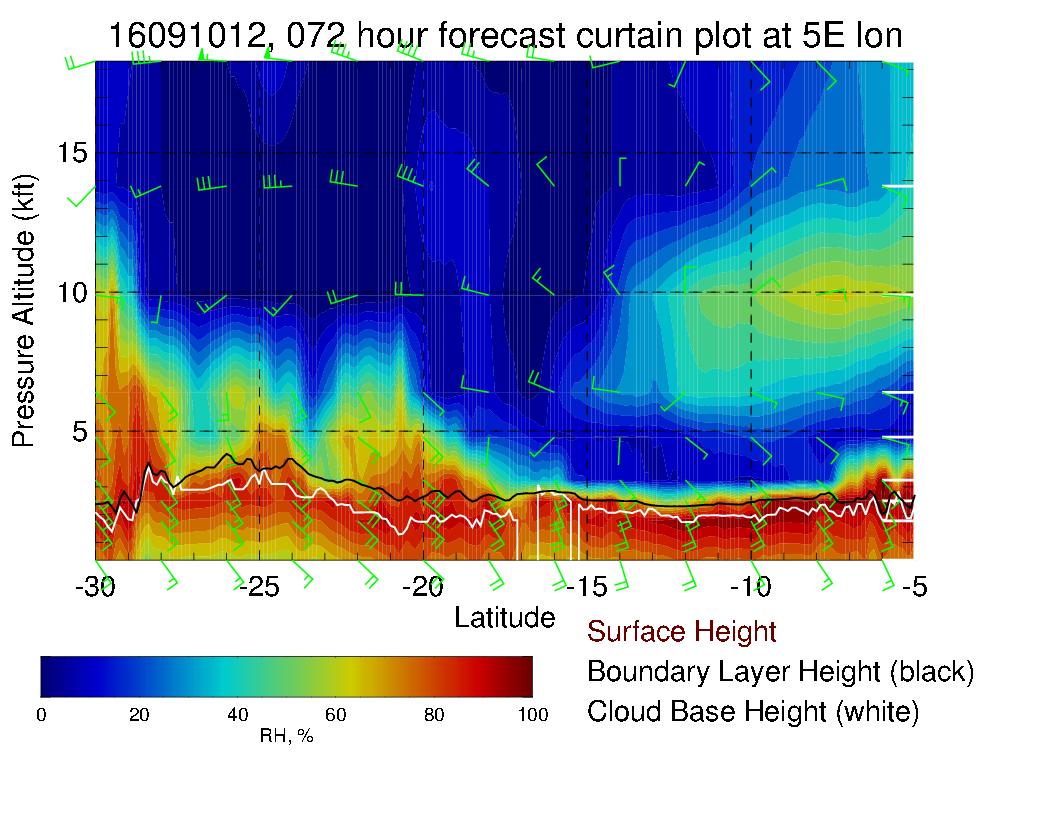 16091012, 072 hour forecast curtain plot at 5E lon
Pressure Altitude (kft)
15
10
5
-30 -25 -20 -15 -10 -5
Latitude
Surface Height
Boundary Layer Height (black)
Cloud Base Height (white)
0 20 40 60 80 100
RH, %